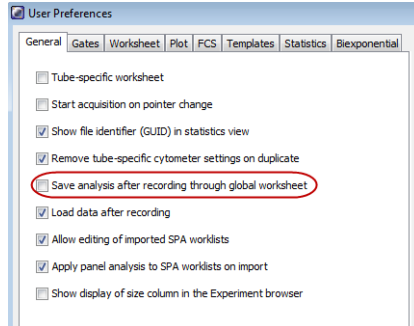 User Preferences
General Gates Worksheet Plot FCS Templates Statistics Biexponential
Tube-specific worksheet
Start acquisition on pointer change
Show file identifier (GUID) in statistics view
Remove tube-specific cytometer settings on duplicate
Save analysis after recording through global worksheet
Load data after recording
Allow editing of imported SPA worklists
Apply panel analysis to SPA worklists on import
Show display of size column in the Experiment browser